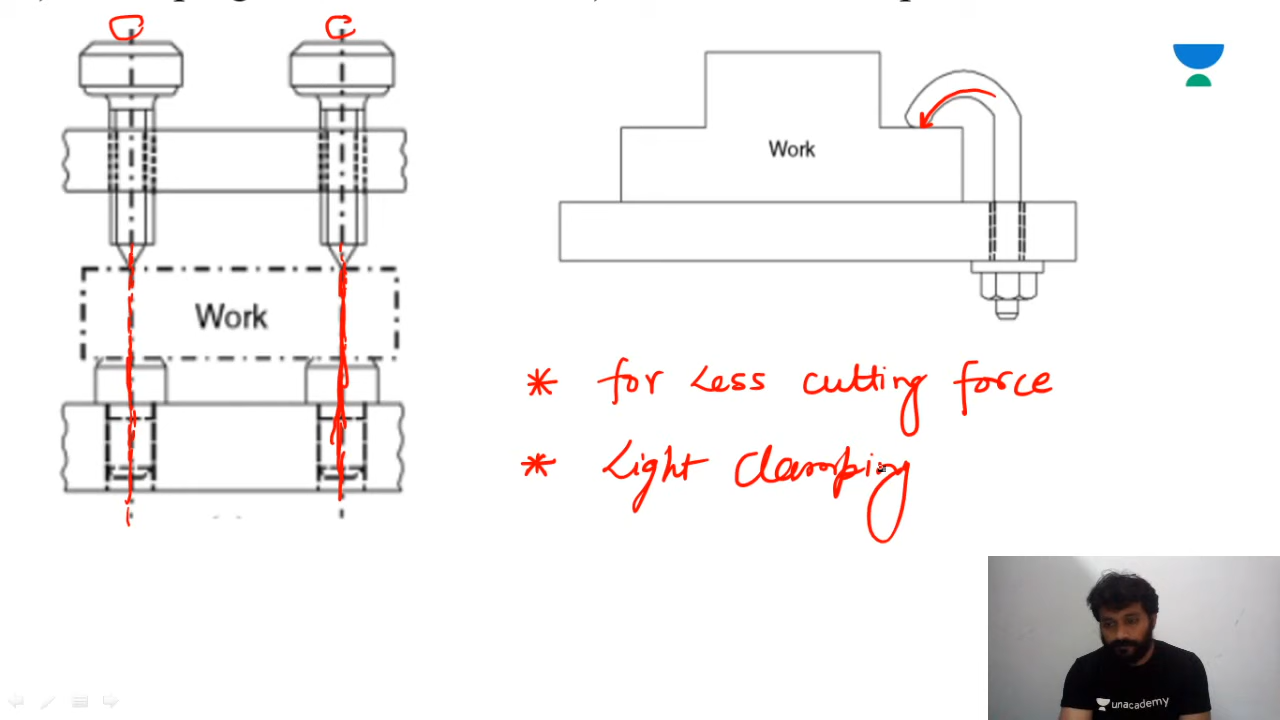 Work
Work
* for Less cutting force
* Light Clamping
unacademy